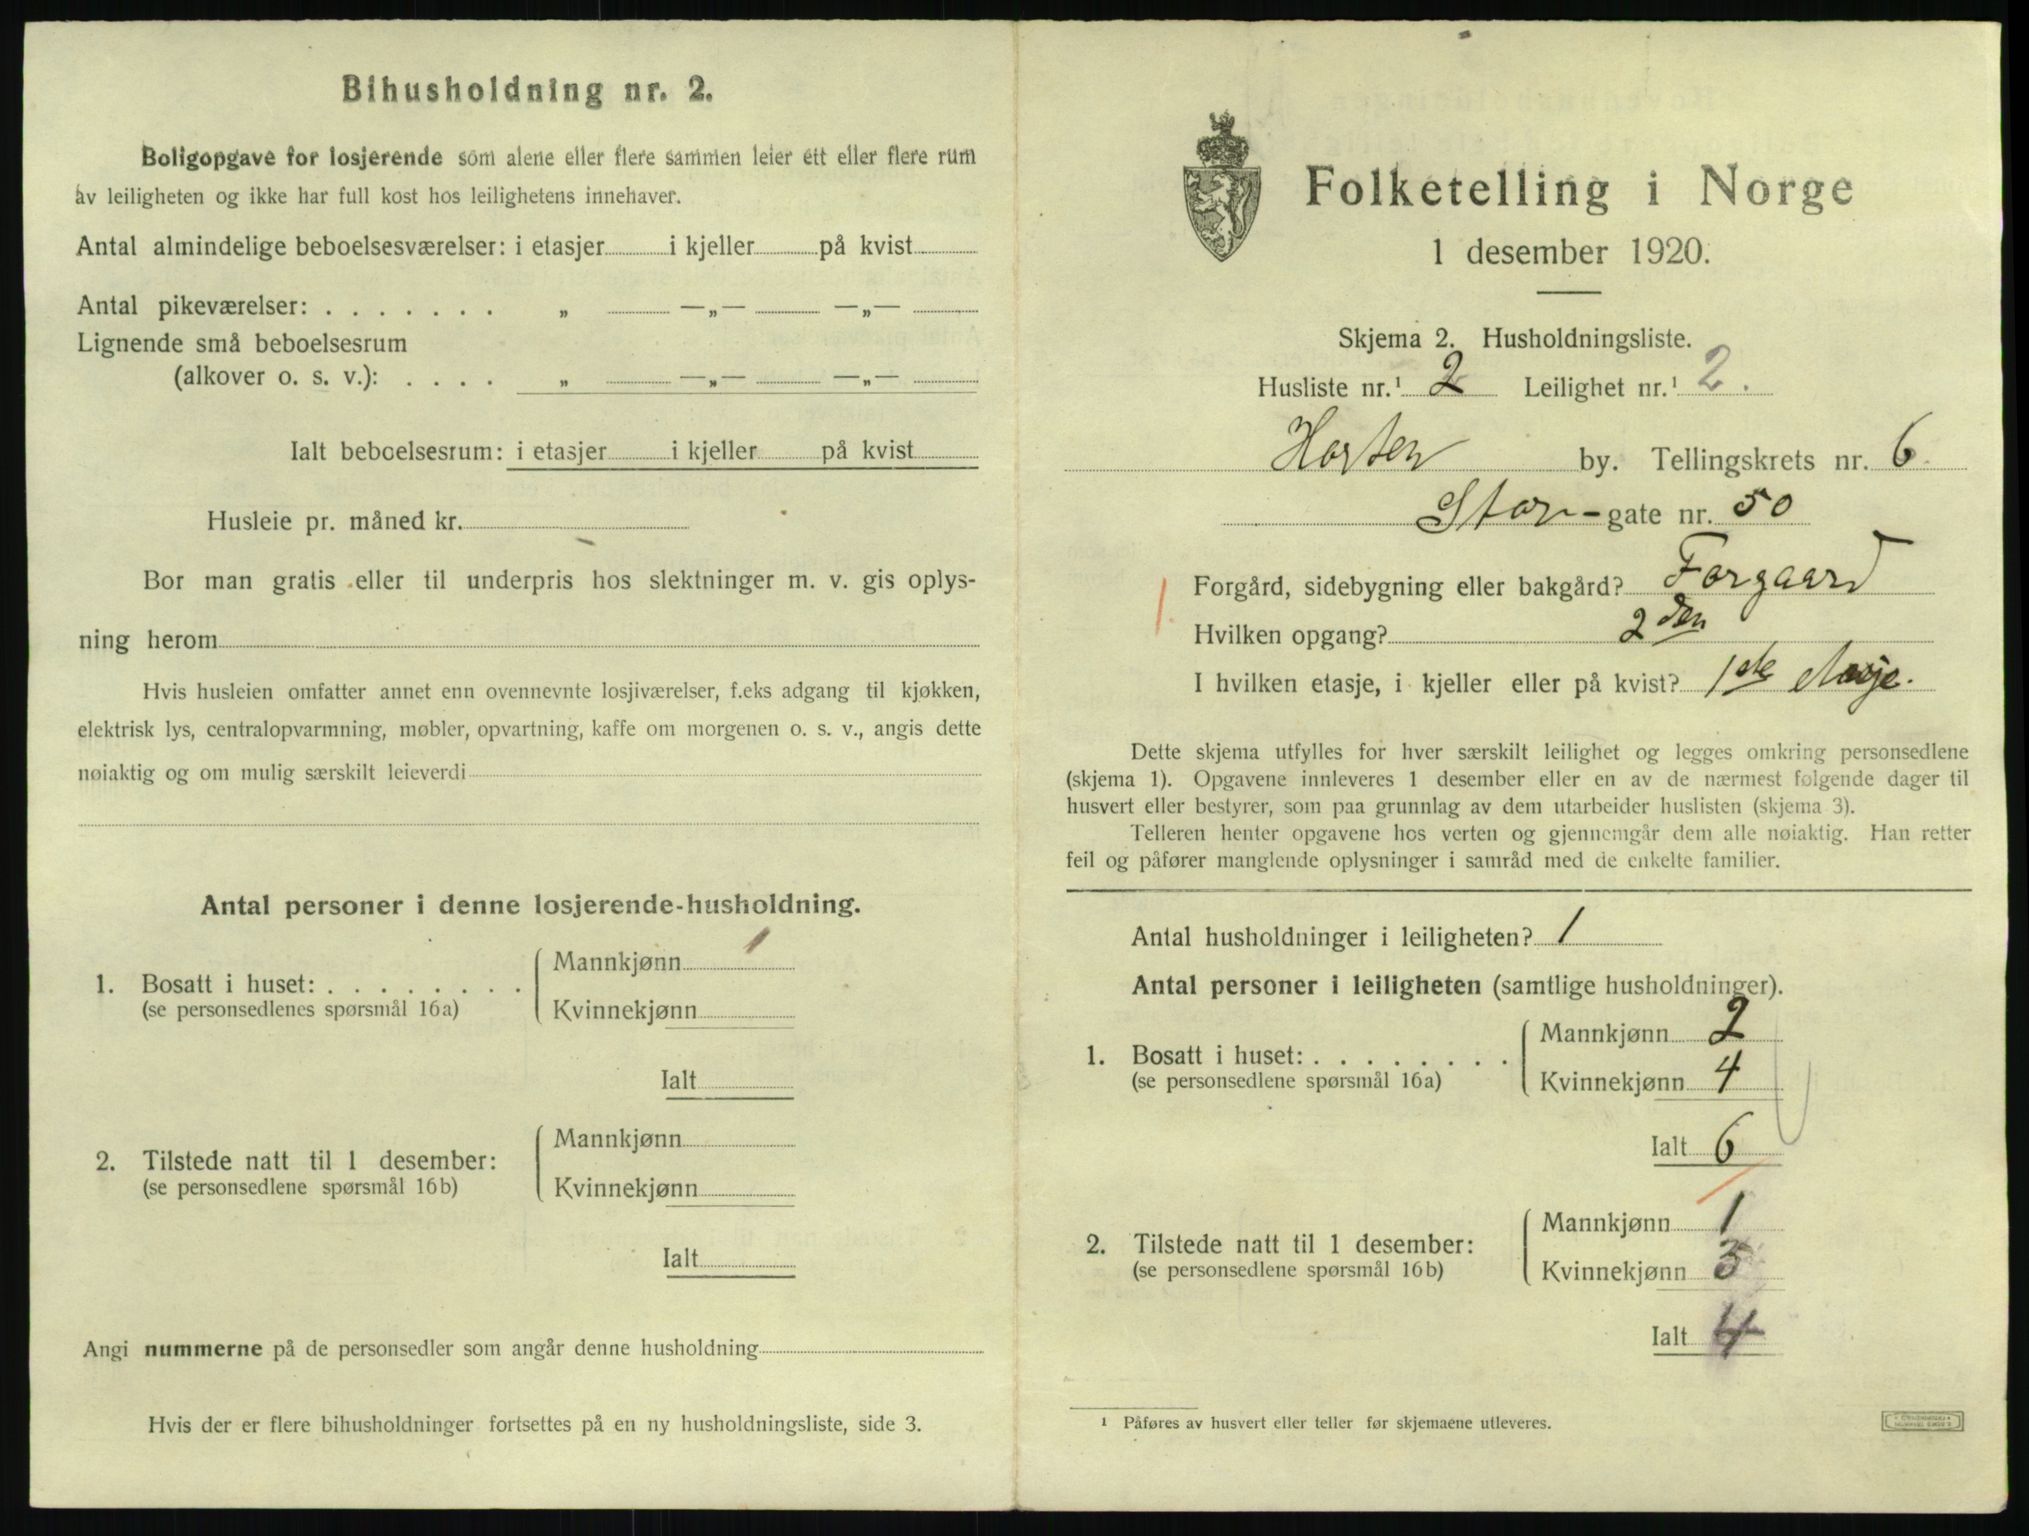 Bihusholdning nr. 2.
Boligopgave for losjerende som alene eller flere sammen leier ett eller flere rum
av leiligheten og ikke har full kost hos leilighetens innehaver.
Antal almindelige beboelsesværelser: i etasjer i kjeller på kvist
Antal pikeværelser: . . . . . . . „ —„— —„—
Lignende små beboelsesrum
(alkover o. s. v.): . . . . „ —„— —„—
Ialt beboelsesrum: i etasjer i kjeller på kvist
Husleie pr. måned kr.
Bor man gratis eller til underpris hos slektninger m. v. gis oplys-
ning herom
Hvis husleien omfatter annet enn ovennevnte losjiværelser, f.eks adgang til kjøkken,
elektrisk lys, centralopvarmning, møbler, opvartning, kaffe om morgenen o. s. v., angis dette
nøiaktig og om mulig særskilt leieverdi
Antal personer i denne losjerende-husholdning.
1. Bosatt i huset: . . . . . . . .
(se personsedlenes spørsmål 16a)
Mannkjønn 1
Kvinnekjønn
Ialt
2. Tilstede natt til 1 desember:
(se personsedlene spørsmål 16b)
Mannkjønn
Kvinnekjønn
Ialt
Angi nummerne på de personsedler som angår denne husholdning
Hvis der er flere bihusholdninger fortsettes på en ny husholdningsliste, side 3.
Folketelling i Norge
1 desember 1920.
Skjema 2. Husholdningsliste.
Husliste nr.¹ 2 Leilighet nr.¹ 2.
Horten by. Tellingskrets nr. 6
Stor-gate nr. 50
Forgård, sidebygning eller bakgård? Forgaard
Hvilken opgang? 2den
I hvilken etasje, i kjeller eller på kvist? 1ste
Dette skjema utfylles for hver særskilt leilighet og legges omkring personsedlene
(skjema 1). Opgavene innleveres 1 desember eller en av de nærmest følgende dager til
husvert eller bestyrer, som paa grunnlag av dem utarbeider huslisten (skjema 3).
Telleren henter opgavene hos verten og gjennemgår dem alle nøiaktig. Han retter
feil og påfører manglende oplysninger i samråd med de enkelte familier.
Antal husholdninger i leiligheten? 1
Antal personer i leiligheten (samtlige husholdninger).
1. Bosatt i huset: . . . . . . . .
(se personsedlene spørsmål 16a)
Mannkjønn 2
Kvinnekjønn 4
Ialt 6
2. Tilstede natt til 1 desember:
(se personsedlene spørsmål 16b)
Mannkjønn 1
Kvinnekjønn 3
Ialt 4
¹ Påføres av husvert eller teller før skjemaene utleveres.